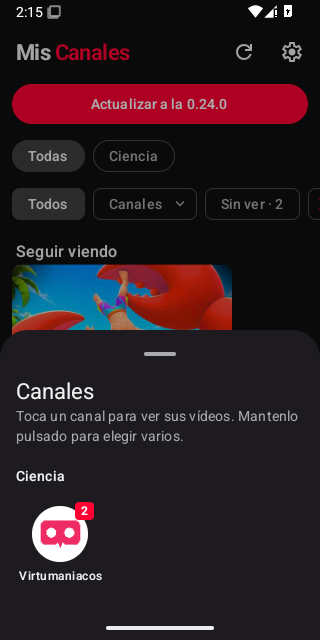 2:15
Mis Canales
Actualizar a la 0.24.0
Todas
Ciencia
Todos
Canales
Sin ver · 2
Seguir viendo
Canales
Toca un canal para ver sus vídeos. Mantenlo
pulsado para elegir varios.
Ciencia
2
Virtumaniacos